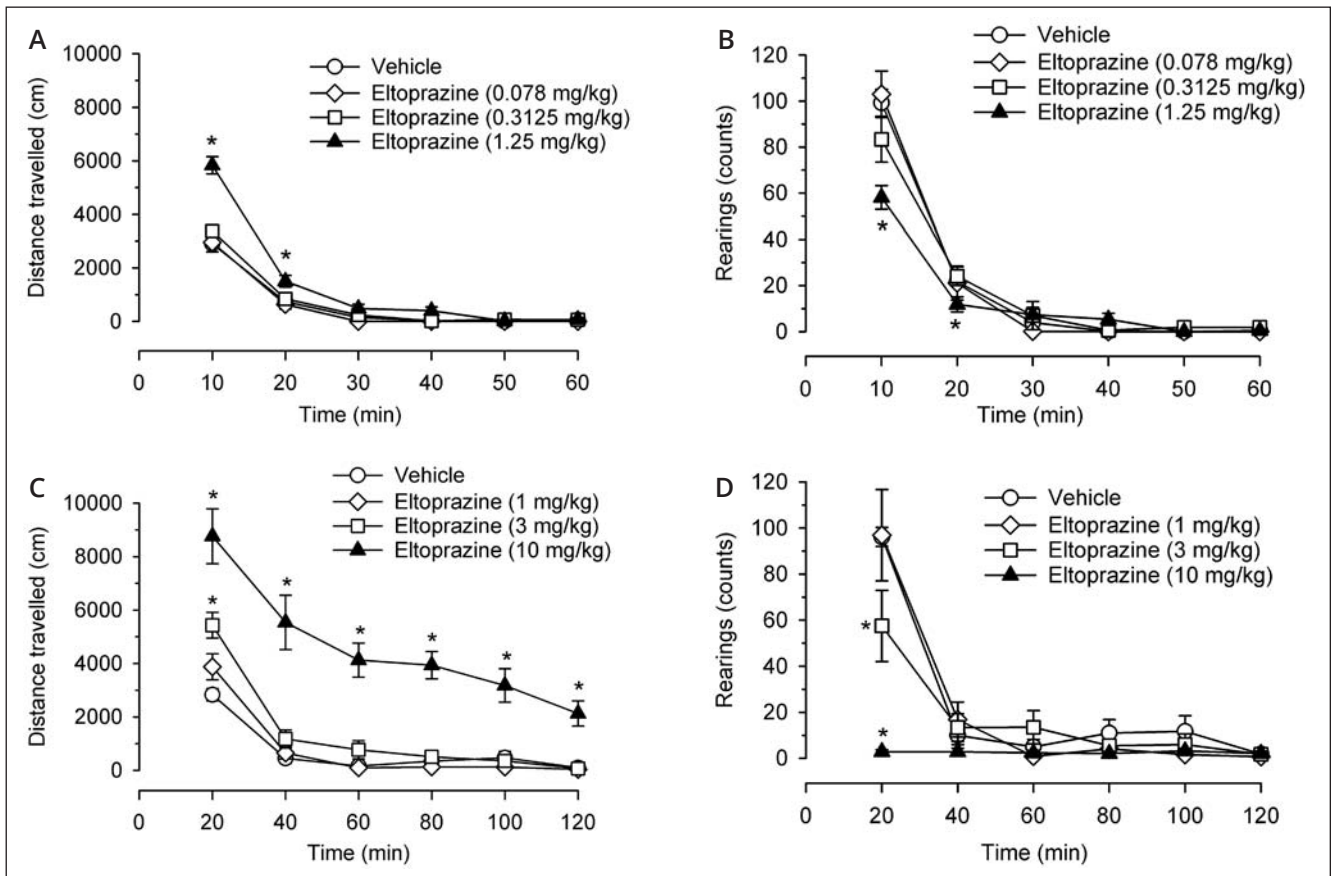 A
Distance travelled (cm)
10000
8000
6000
4000
2000
0
Vehicle
Eltoprazine (0.078 mg/kg)
Eltoprazine (0.3125 mg/kg)
Eltoprazine (1.25 mg/kg)
*
*
0 10 20 30 40 50 60
Time (min)
B
Rearings (counts)
120
100
80
60
40
20
0
Vehicle
Eltoprazine (0.078 mg/kg)
Eltoprazine (0.3125 mg/kg)
Eltoprazine (1.25 mg/kg)
*
*
0 10 20 30 40 50 60
Time (min)
C
Distance travelled (cm)
10000
8000
6000
4000
2000
0
Vehicle
Eltoprazine (1 mg/kg)
Eltoprazine (3 mg/kg)
Eltoprazine (10 mg/kg)
*
*
*
*
*
*
*
0 20 40 60 80 100 120
Time (min)
D
Rearings (counts)
120
100
80
60
40
20
0
Vehicle
Eltoprazine (1 mg/kg)
Eltoprazine (3 mg/kg)
Eltoprazine (10 mg/kg)
*
*
0 20 40 60 80 100 120
Time (min)